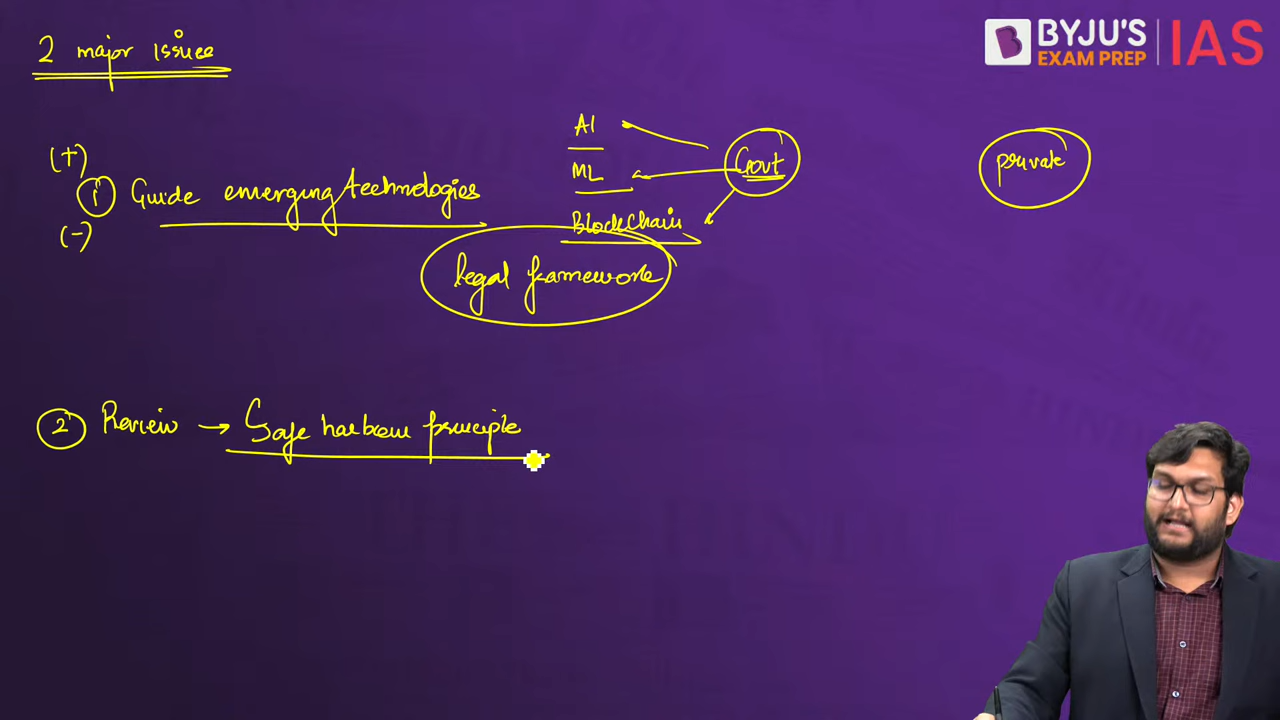 2 major issues
BYJU'S
EXAM PREP
IAS
(+)
① Guide emerging technologies
(-)
AI
ML
Blockchain
Govt
private
legal framework
② Review → Safe harbour principle